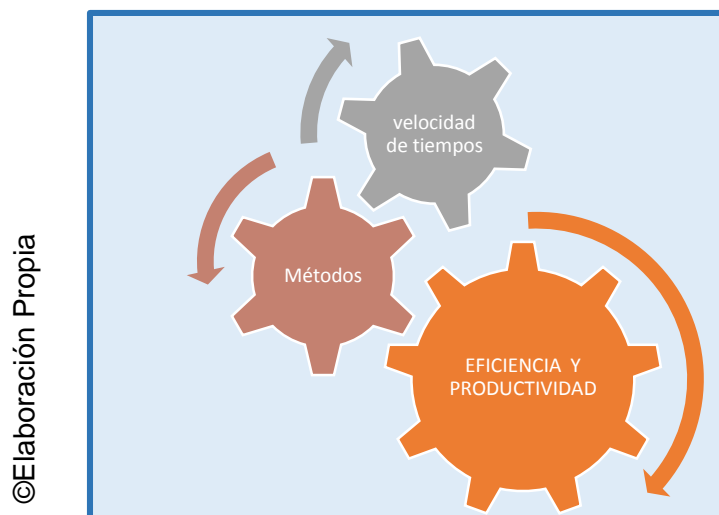 velocidad
de tiempos
Métodos
EFICIENCIA Y
PRODUCTIVIDAD
©Elaboración Propia